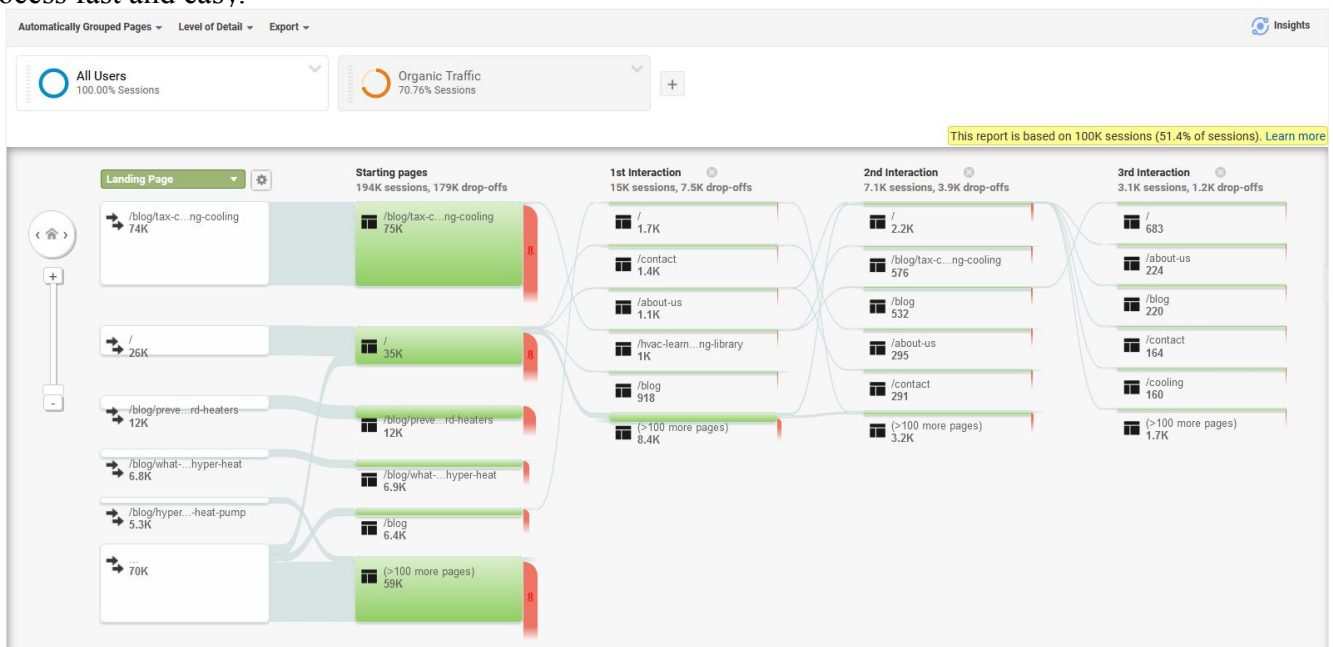 ocess fast and easy.
Automatically Grouped Pages Level of Detail Export Insights
All Users
100.00% Sessions
Organic Traffic
70.76% Sessions
+
This report is based on 100K sessions (51.4% of sessions). Learn more
Landing Page
Starting pages
194K sessions, 179K drop-offs
1st Interaction
15K sessions, 7.5K drop-offs
2nd Interaction
7.1K sessions, 3.9K drop-offs
3rd Interaction
3.1K sessions, 1.2K drop-offs
/blog/tax-c...ng-cooling
74K
/
26K
/blog/preve...rd-heaters
12K
/blog/what-...hyper-heat
6.8K
/blog/hyper...-heat-pump
5.3K
...
70K
/blog/tax-c...ng-cooling
75K
/
35K
/blog/preve...rd-heaters
12K
/blog/what-...hyper-heat
6.9K
/blog
6.4K
(>100 more pages)
59K
/
1.7K
/contact
1.4K
/about-us
1.1K
/hvac-learn...ng-library
1K
/blog
918
(>100 more pages)
8.4K
/
2.2K
/blog/tax-c...ng-cooling
576
/blog
532
/about-us
295
/contact
291
(>100 more pages)
3.2K
/
683
/about-us
224
/blog
220
/contact
164
/cooling
160
(>100 more pages)
1.7K
+
-